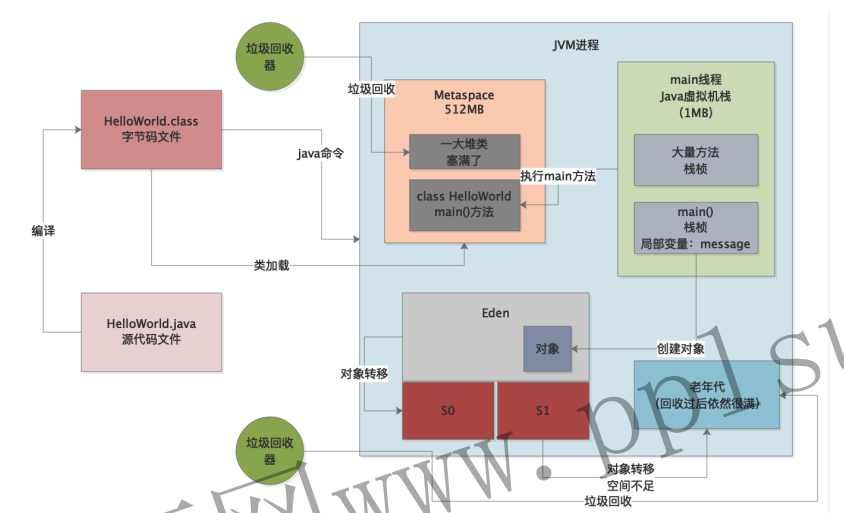 垃圾回收
器
JVM进程
垃圾回收
Metaspace
512MB
main线程
Java虚拟机栈
（1MB）
HelloWorld.class
字节码文件
一大堆类
塞满了
大量方法
栈桢
java命令
执行main方法
class HelloWorld
main()方法
main()
栈桢
局部变量：message
编译
类加载
HelloWorld.java
源代码文件
Eden
对象
创建对象
对象转移
老年代
（回收过后依然很满）
S0
S1
垃圾回收
器
对象转移
空间不足
垃圾回收
www.pplsu